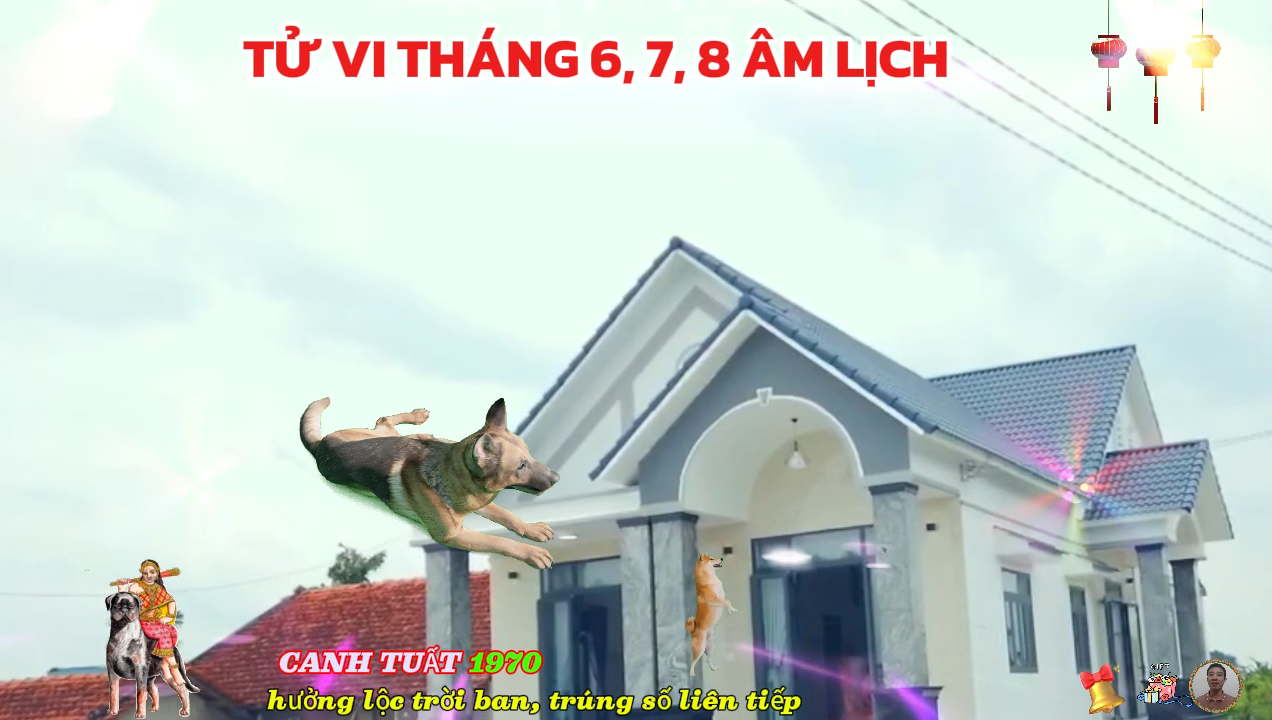 TỬ VI THÁNG 6, 7, 8 ÂM LỊCH
CANH TUẤT 1970
hưởng lộc trời ban, trúng số liên tiếp
GIFT